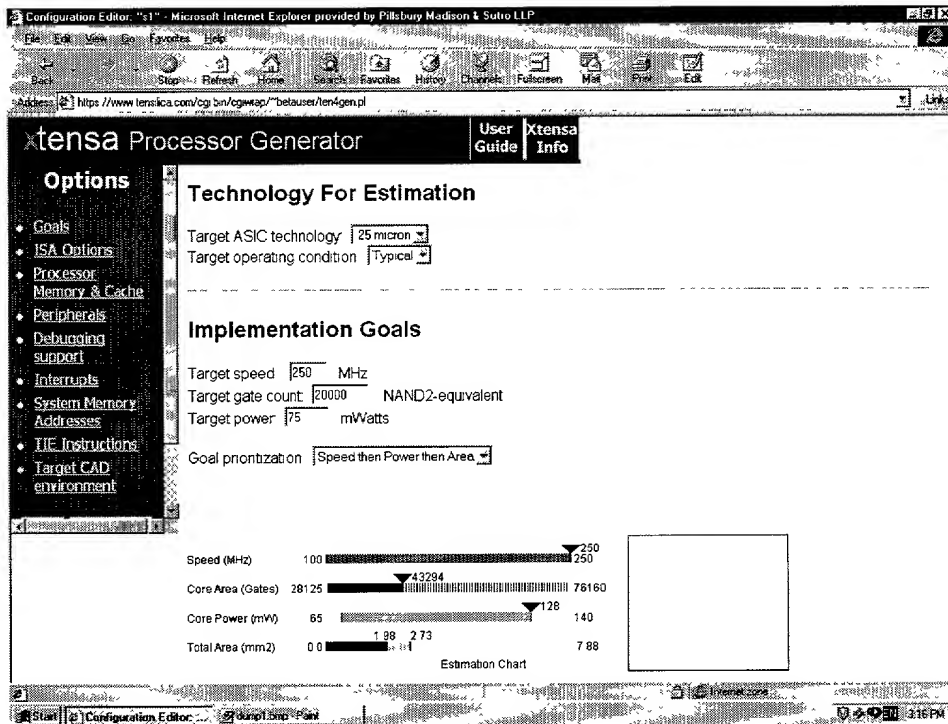 Configuration Editor: "s1" - Microsoft Internet Explorer provided by Pillsbury Madison & Sutro LLP
File Edit View Go Favorites Help
Back Stop Refresh Home Search Favorites History Channels Fullscreen Mail Print Edit
Address https://www.tensilica.com/cgi-bin/cgiwrap/~betauser/ten4gen.pl Links
xtensa Processor Generator
User Guide
Xtensa Info
Options
Goals
ISA Options
Processor
Memory & Cache
Peripherals
Debugging
support
Interrupts
System Memory
Addresses
TIE Instructions
Target CAD
environment
Technology For Estimation
Target ASIC technology 25 micron
Target operating condition Typical
Implementation Goals
Target speed 250 MHz
Target gate count: 20000 NAND2-equivalent
Target power 75 mWatts
Goal prioritization Speed then Power then Area
250
Speed (MHz) 100 250
43294
Core Area (Gates) 28125 76160
128
Core Power (mW) 65 140
1.98 2.73
Total Area (mm2) 0.0 7.88
Estimation Chart
Internet zone
Start Configuration Editor: ... dump1.bmp - Paint 3:16 PM